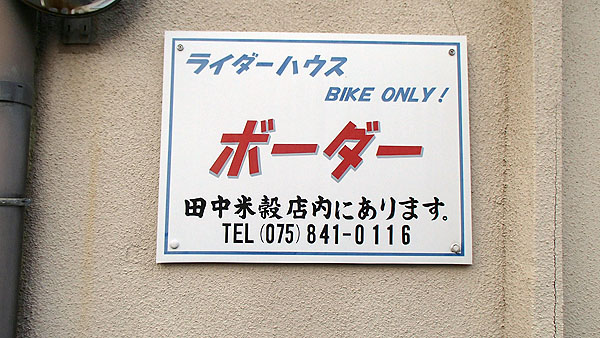 ライダーハウス
BIKE ONLY!
ボーダー
田中米穀店内にあります。
TEL(075)841-0116